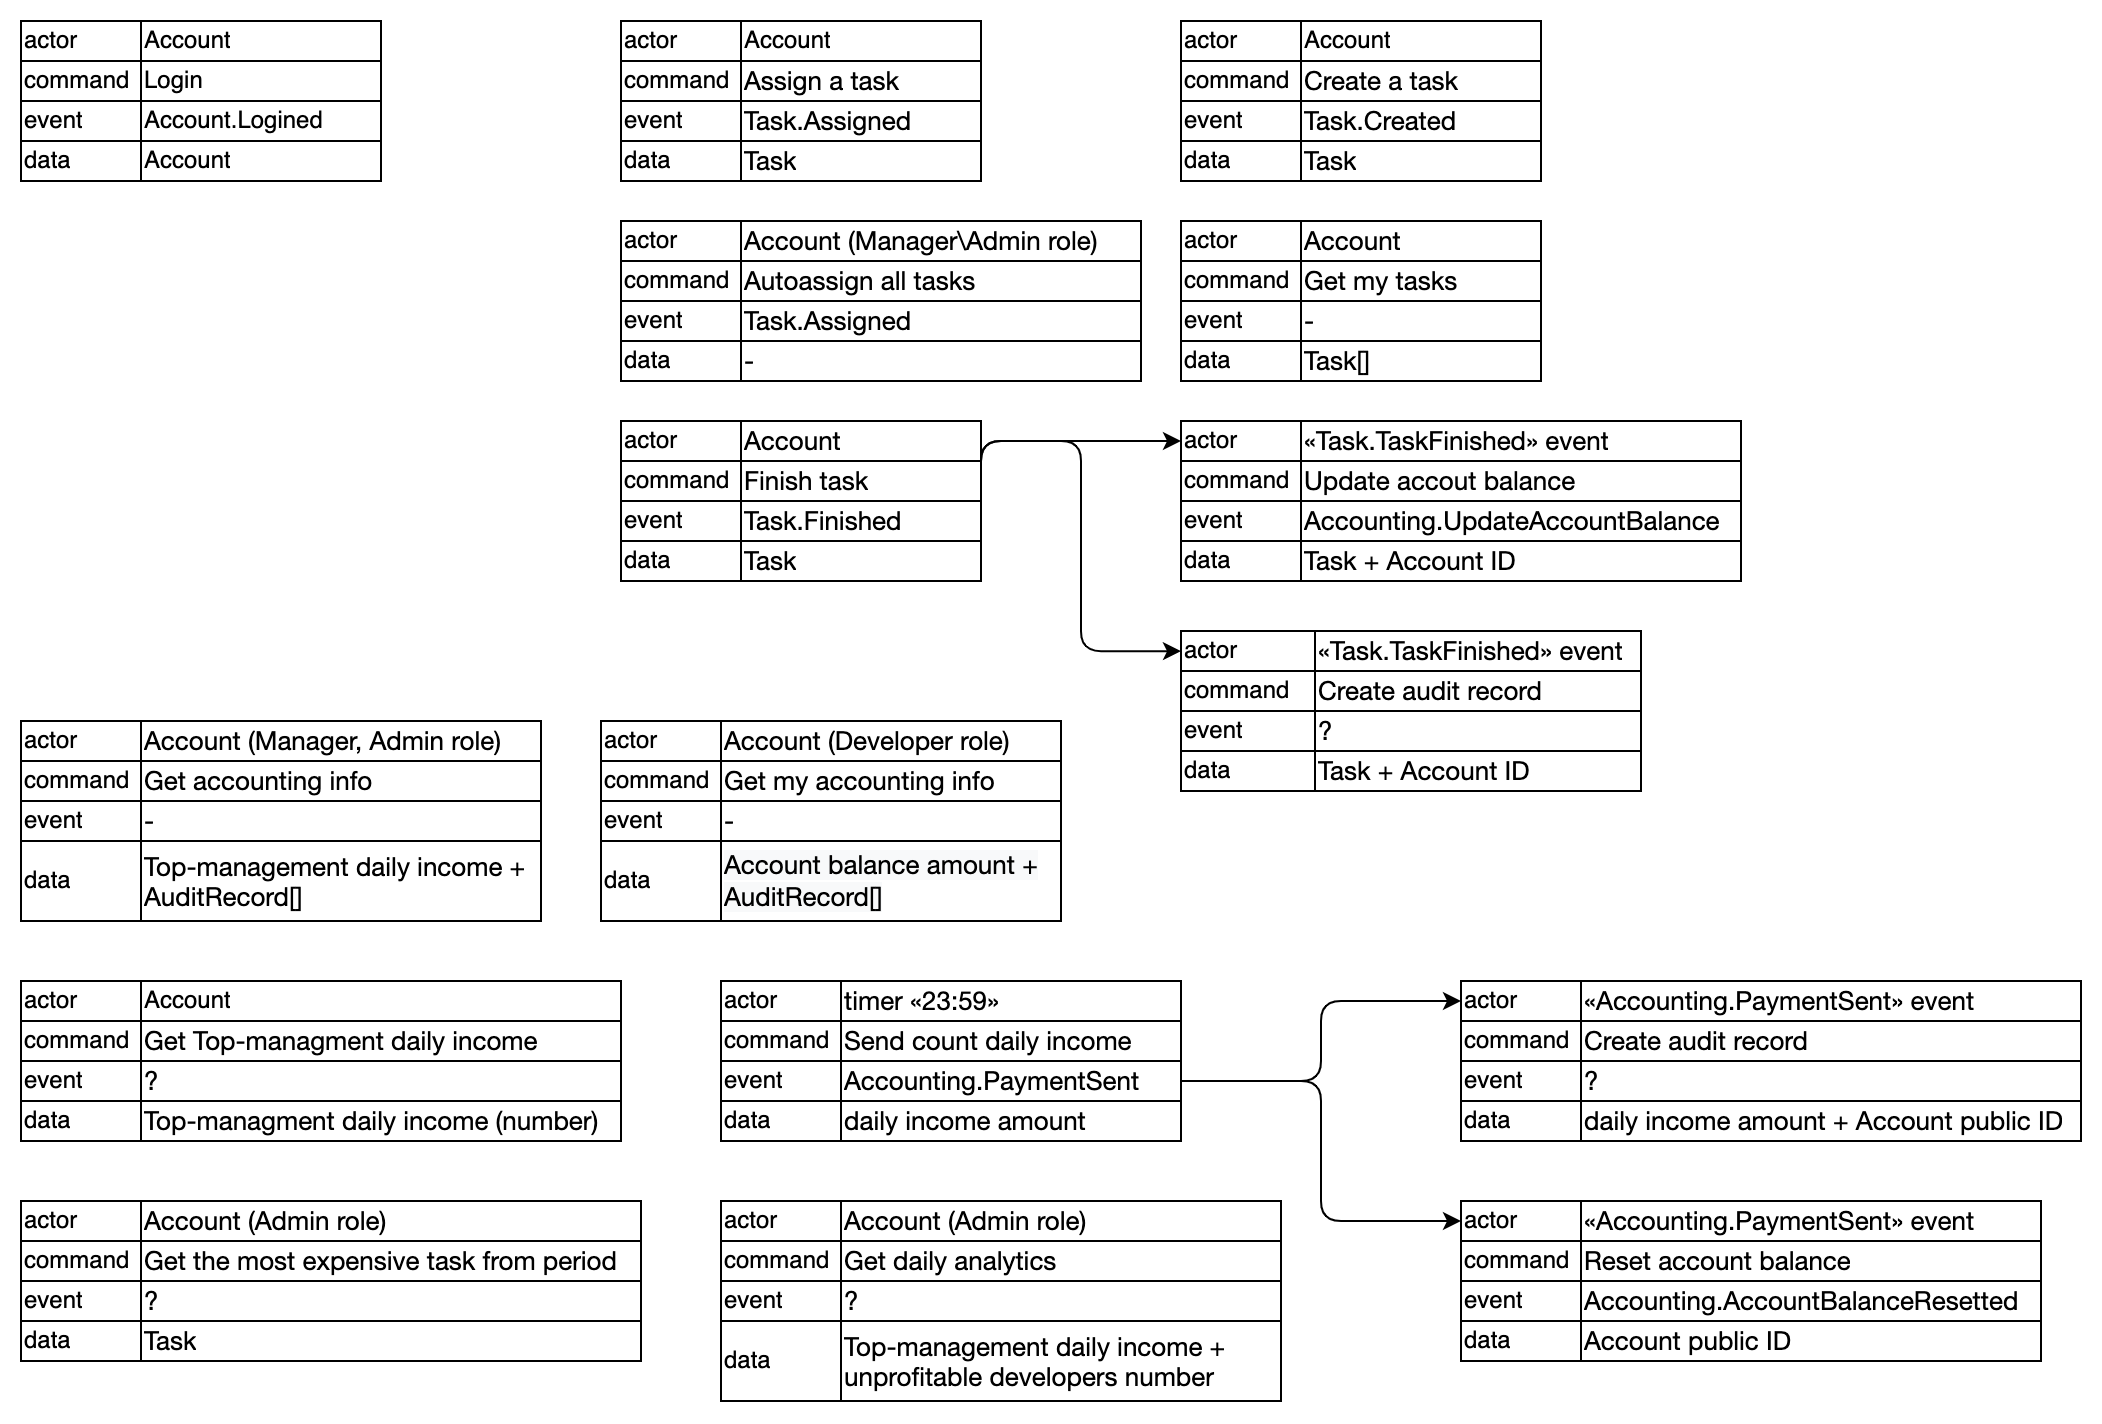 actor Account
command Login
event Account.Logined
data Account
actor Account
command Assign a task
event Task.Assigned
data Task
actor Account
command Create a task
event Task.Created
data Task
actor Account (Manager\Admin role)
command Autoassign all tasks
event Task.Assigned
data -
actor Account
command Get my tasks
event -
data Task[]
actor Account
command Finish task
event Task.Finished
data Task
actor «Task.TaskFinished» event
command Update accout balance
event Accounting.UpdateAccountBalance
data Task + Account ID
actor «Task.TaskFinished» event
command Create audit record
event ?
data Task + Account ID
actor Account (Manager, Admin role)
command Get accounting info
event -
data Top-management daily income +
AuditRecord[]
actor Account (Developer role)
command Get my accounting info
event -
data Account balance amount +
AuditRecord[]
actor Account
command Get Top-managment daily income
event ?
data Top-managment daily income (number)
actor timer «23:59»
command Send count daily income
event Accounting.PaymentSent
data daily income amount
actor «Accounting.PaymentSent» event
command Create audit record
event ?
data daily income amount + Account public ID
actor Account (Admin role)
command Get the most expensive task from period
event ?
data Task
actor Account (Admin role)
command Get daily analytics
event ?
data Top-management daily income +
unprofitable developers number
actor «Accounting.PaymentSent» event
command Reset account balance
event Accounting.AccountBalanceResetted
data Account public ID